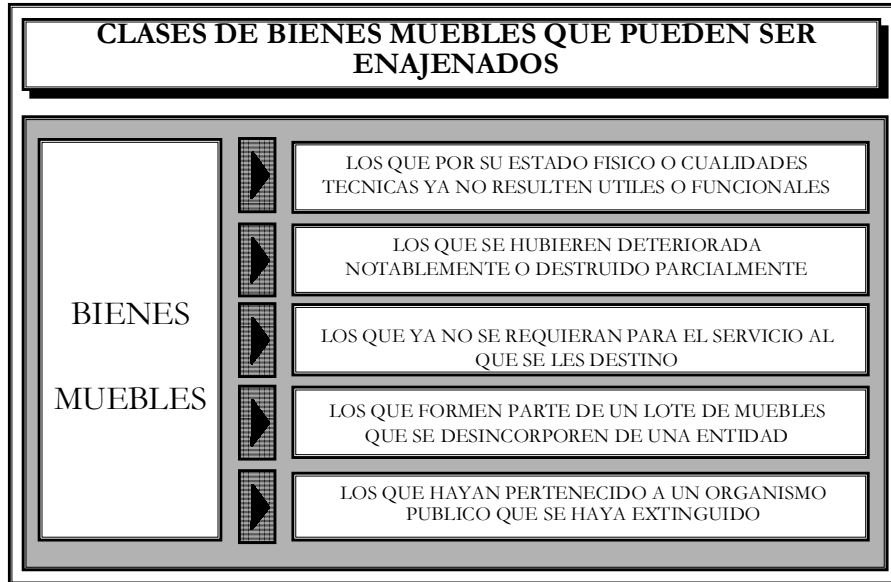 CLASES DE BIENES MUEBLES QUE PUEDEN SER
ENAJENADOS
BIENES
MUEBLES
LOS QUE POR SU ESTADO FISICO O CUALIDADES
TECNICAS YA NO RESULTEN UTILES O FUNCIONALES
LOS QUE SE HUBIEREN DETERIORADA
NOTABLEMENTE O DESTRUIDO PARCIALMENTE
LOS QUE YA NO SE REQUIERAN PARA EL SERVICIO AL
QUE SE LES DESTINO
LOS QUE FORMEN PARTE DE UN LOTE DE MUEBLES
QUE SE DESINCORPOREN DE UNA ENTIDAD
LOS QUE HAYAN PERTENECIDO A UN ORGANISMO
PUBLICO QUE SE HAYA EXTINGUIDO